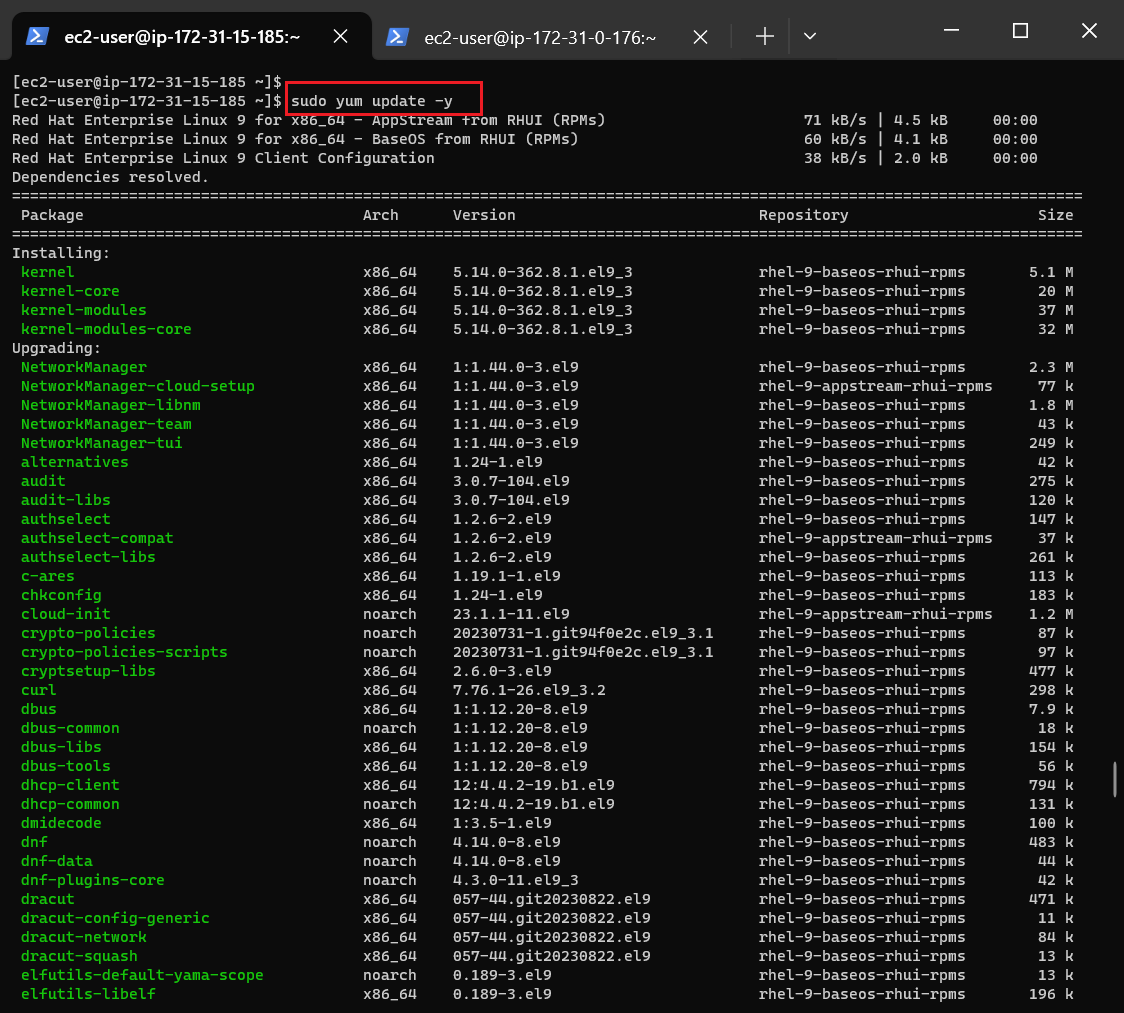 ec2-user@ip-172-31-15-185:~ ec2-user@ip-172-31-0-176:~
[ec2-user@ip-172-31-15-185 ~]$
[ec2-user@ip-172-31-15-185 ~]$ sudo yum update -y
Red Hat Enterprise Linux 9 for x86_64 - AppStream from RHUI (RPMs) 71 kB/s | 4.5 kB 00:00
Red Hat Enterprise Linux 9 for x86_64 - BaseOS from RHUI (RPMs) 60 kB/s | 4.1 kB 00:00
Red Hat Enterprise Linux 9 Client Configuration 38 kB/s | 2.0 kB 00:00
Dependencies resolved.
=======================================================================================================================
Package Arch Version Repository Size
=======================================================================================================================
Installing:
kernel x86_64 5.14.0-362.8.1.el9_3 rhel-9-baseos-rhui-rpms 5.1 M
kernel-core x86_64 5.14.0-362.8.1.el9_3 rhel-9-baseos-rhui-rpms 20 M
kernel-modules x86_64 5.14.0-362.8.1.el9_3 rhel-9-baseos-rhui-rpms 37 M
kernel-modules-core x86_64 5.14.0-362.8.1.el9_3 rhel-9-baseos-rhui-rpms 32 M
Upgrading:
NetworkManager x86_64 1:1.44.0-3.el9 rhel-9-baseos-rhui-rpms 2.3 M
NetworkManager-cloud-setup x86_64 1:1.44.0-3.el9 rhel-9-appstream-rhui-rpms 77 k
NetworkManager-libnm x86_64 1:1.44.0-3.el9 rhel-9-baseos-rhui-rpms 1.8 M
NetworkManager-team x86_64 1:1.44.0-3.el9 rhel-9-baseos-rhui-rpms 43 k
NetworkManager-tui x86_64 1:1.44.0-3.el9 rhel-9-baseos-rhui-rpms 249 k
alternatives x86_64 1.24-1.el9 rhel-9-baseos-rhui-rpms 42 k
audit x86_64 3.0.7-104.el9 rhel-9-baseos-rhui-rpms 275 k
audit-libs x86_64 3.0.7-104.el9 rhel-9-baseos-rhui-rpms 120 k
authselect x86_64 1.2.6-2.el9 rhel-9-baseos-rhui-rpms 147 k
authselect-compat x86_64 1.2.6-2.el9 rhel-9-appstream-rhui-rpms 37 k
authselect-libs x86_64 1.2.6-2.el9 rhel-9-baseos-rhui-rpms 261 k
c-ares x86_64 1.19.1-1.el9 rhel-9-baseos-rhui-rpms 113 k
chkconfig x86_64 1.24-1.el9 rhel-9-baseos-rhui-rpms 183 k
cloud-init noarch 23.1.1-11.el9 rhel-9-appstream-rhui-rpms 1.2 M
crypto-policies noarch 20230731-1.git94f0e2c.el9_3.1 rhel-9-baseos-rhui-rpms 87 k
crypto-policies-scripts noarch 20230731-1.git94f0e2c.el9_3.1 rhel-9-baseos-rhui-rpms 97 k
cryptsetup-libs x86_64 2.6.0-3.el9 rhel-9-baseos-rhui-rpms 477 k
curl x86_64 7.76.1-26.el9_3.2 rhel-9-baseos-rhui-rpms 298 k
dbus x86_64 1:1.12.20-8.el9 rhel-9-baseos-rhui-rpms 7.9 k
dbus-common noarch 1:1.12.20-8.el9 rhel-9-baseos-rhui-rpms 18 k
dbus-libs x86_64 1:1.12.20-8.el9 rhel-9-baseos-rhui-rpms 154 k
dbus-tools x86_64 1:1.12.20-8.el9 rhel-9-baseos-rhui-rpms 56 k
dhcp-client x86_64 12:4.4.2-19.b1.el9 rhel-9-baseos-rhui-rpms 794 k
dhcp-common noarch 12:4.4.2-19.b1.el9 rhel-9-baseos-rhui-rpms 131 k
dmidecode x86_64 1:3.5-1.el9 rhel-9-baseos-rhui-rpms 100 k
dnf noarch 4.14.0-8.el9 rhel-9-baseos-rhui-rpms 483 k
dnf-data noarch 4.14.0-8.el9 rhel-9-baseos-rhui-rpms 44 k
dnf-plugins-core noarch 4.3.0-11.el9_3 rhel-9-baseos-rhui-rpms 42 k
dracut x86_64 057-44.git20230822.el9 rhel-9-baseos-rhui-rpms 471 k
dracut-config-generic x86_64 057-44.git20230822.el9 rhel-9-baseos-rhui-rpms 11 k
dracut-network x86_64 057-44.git20230822.el9 rhel-9-baseos-rhui-rpms 84 k
dracut-squash x86_64 057-44.git20230822.el9 rhel-9-baseos-rhui-rpms 13 k
elfutils-default-yama-scope noarch 0.189-3.el9 rhel-9-baseos-rhui-rpms 13 k
elfutils-libelf x86_64 0.189-3.el9 rhel-9-baseos-rhui-rpms 196 k